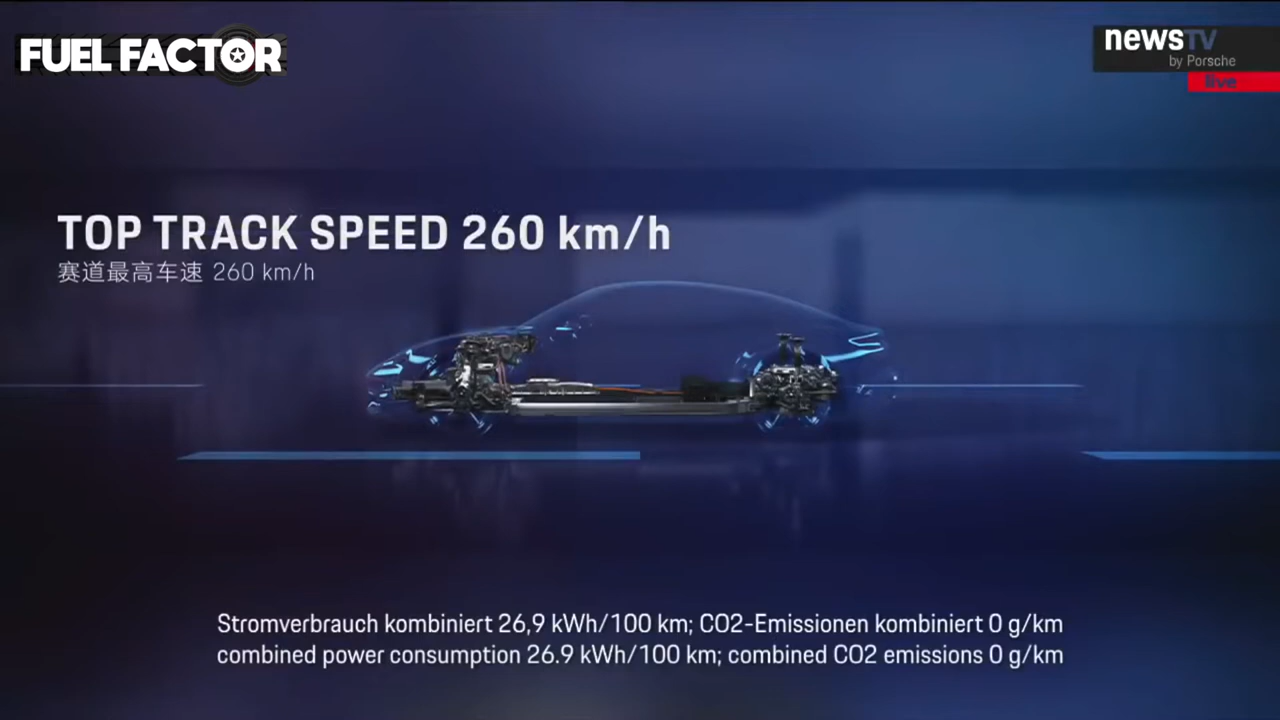 FUEL FACTOR
newsTV
by Porsche
live
TOP TRACK SPEED 260 km/h
赛道最高车速 260 km/h
Stromverbrauch kombiniert 26,9 kWh/100 km; CO2-Emissionen kombiniert 0 g/km
combined power consumption 26.9 kWh/100 km; combined CO2 emissions 0 g/km